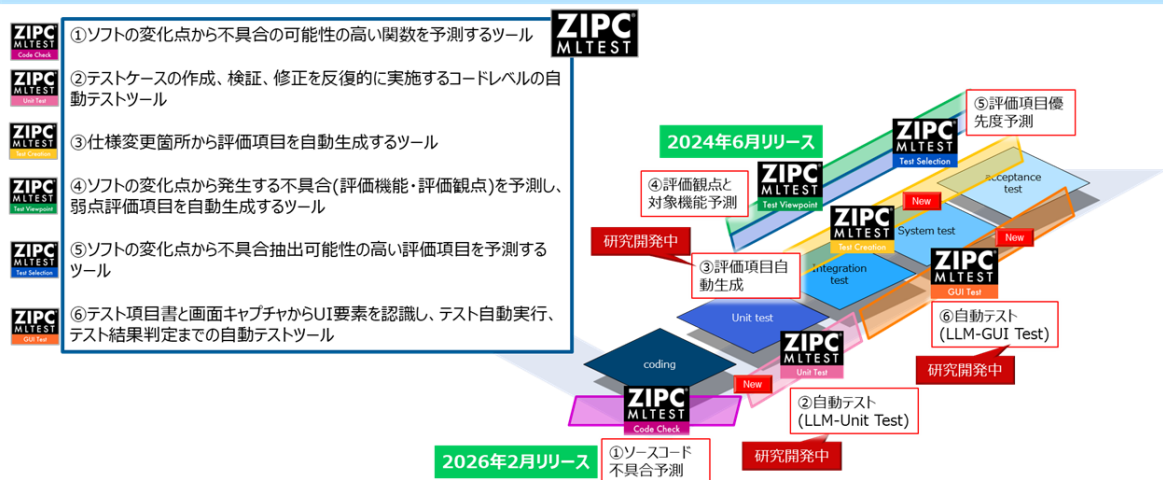 ZIPC
MLTEST
Code Check
①ソフトの変化点から不具合の可能性の高い関数を予測するツール
ZIPC
MLTEST
ZIPC
MLTEST
Unit Test
②テストケースの作成、検証、修正を反復的に実施するコードレベルの自
動テストツール
ZIPC
MLTEST
Test Creation
③仕様変更箇所から評価項目を自動生成するツール
ZIPC
MLTEST
Test Viewpoint
④ソフトの変化点から発生する不具合(評価機能・評価観点)を予測し、
弱点評価項目を自動生成するツール
ZIPC
MLTEST
Test Selection
⑤ソフトの変化点から不具合抽出可能性の高い評価項目を予測する
ツール
ZIPC
MLTEST
GUI Test
⑥テスト項目書と画面キャプチャからUI要素を認識し、テスト自動実行、
テスト結果判定までの自動テストツール
⑤評価項目優
先度予測
ZIPC
MLTEST
Test Selection
2024年6月リリース
ZIPC
MLTEST
Test Viewpoint
④評価観点と
対象機能予測
acceptance
test
New
ZIPC
MLTEST
Test Creation
System test
New
研究開発中
③評価項目自
動生成
Integration
test
ZIPC
MLTEST
GUI Test
⑥自動テスト
(LLM-GUI Test)
研究開発中
Unit test
ZIPC
MLTEST
Unit Test
coding
New
②自動テスト
(LLM-Unit Test)
研究開発中
ZIPC
MLTEST
Code Check
2026年2月リリース
①ソースコード
不具合予測